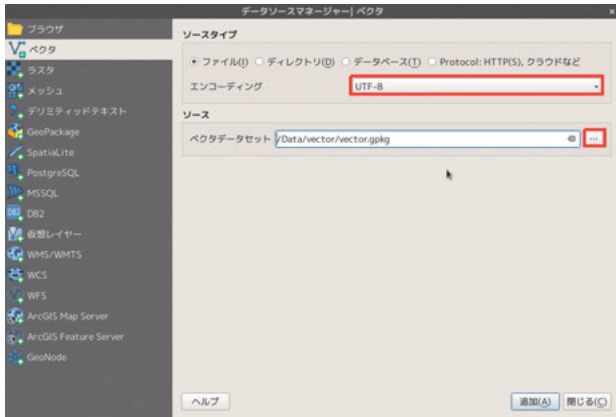 データソースマネージャー | ベクタ
ブラウザ
ベクタ
ラスタ
メッシュ
デリミティッドテキスト
GeoPackage
SpatiaLite
PostgreSQL
MSSQL
DB2
仮想レイヤー
WMS/WMTS
WCS
WFS
ArcGIS Map Server
ArcGIS Feature Server
GeoNode
ソースタイプ
ファイル(I) ディレクトリ(D) データベース(T) Protocol: HTTP(S), クラウドなど
エンコーディング UTF-8
ソース
ベクタデータセット /Data/vector/vector.gpkg ...
ヘルプ 追加(A) 閉じる(C)